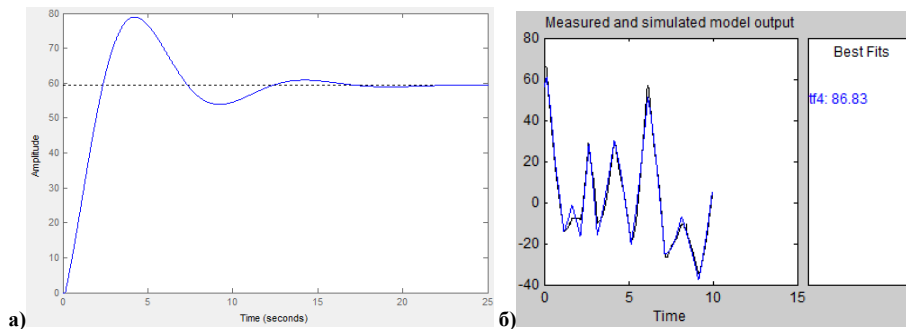 80
70
60
50
40
30
20
10
0
Amplitude
0 5 10 15 20 25
Time (seconds)
а)
Measured and simulated model output
80
60
40
20
0
-20
-40
0 5 10 15
Time
Best Fits
tf4: 86.83
б)